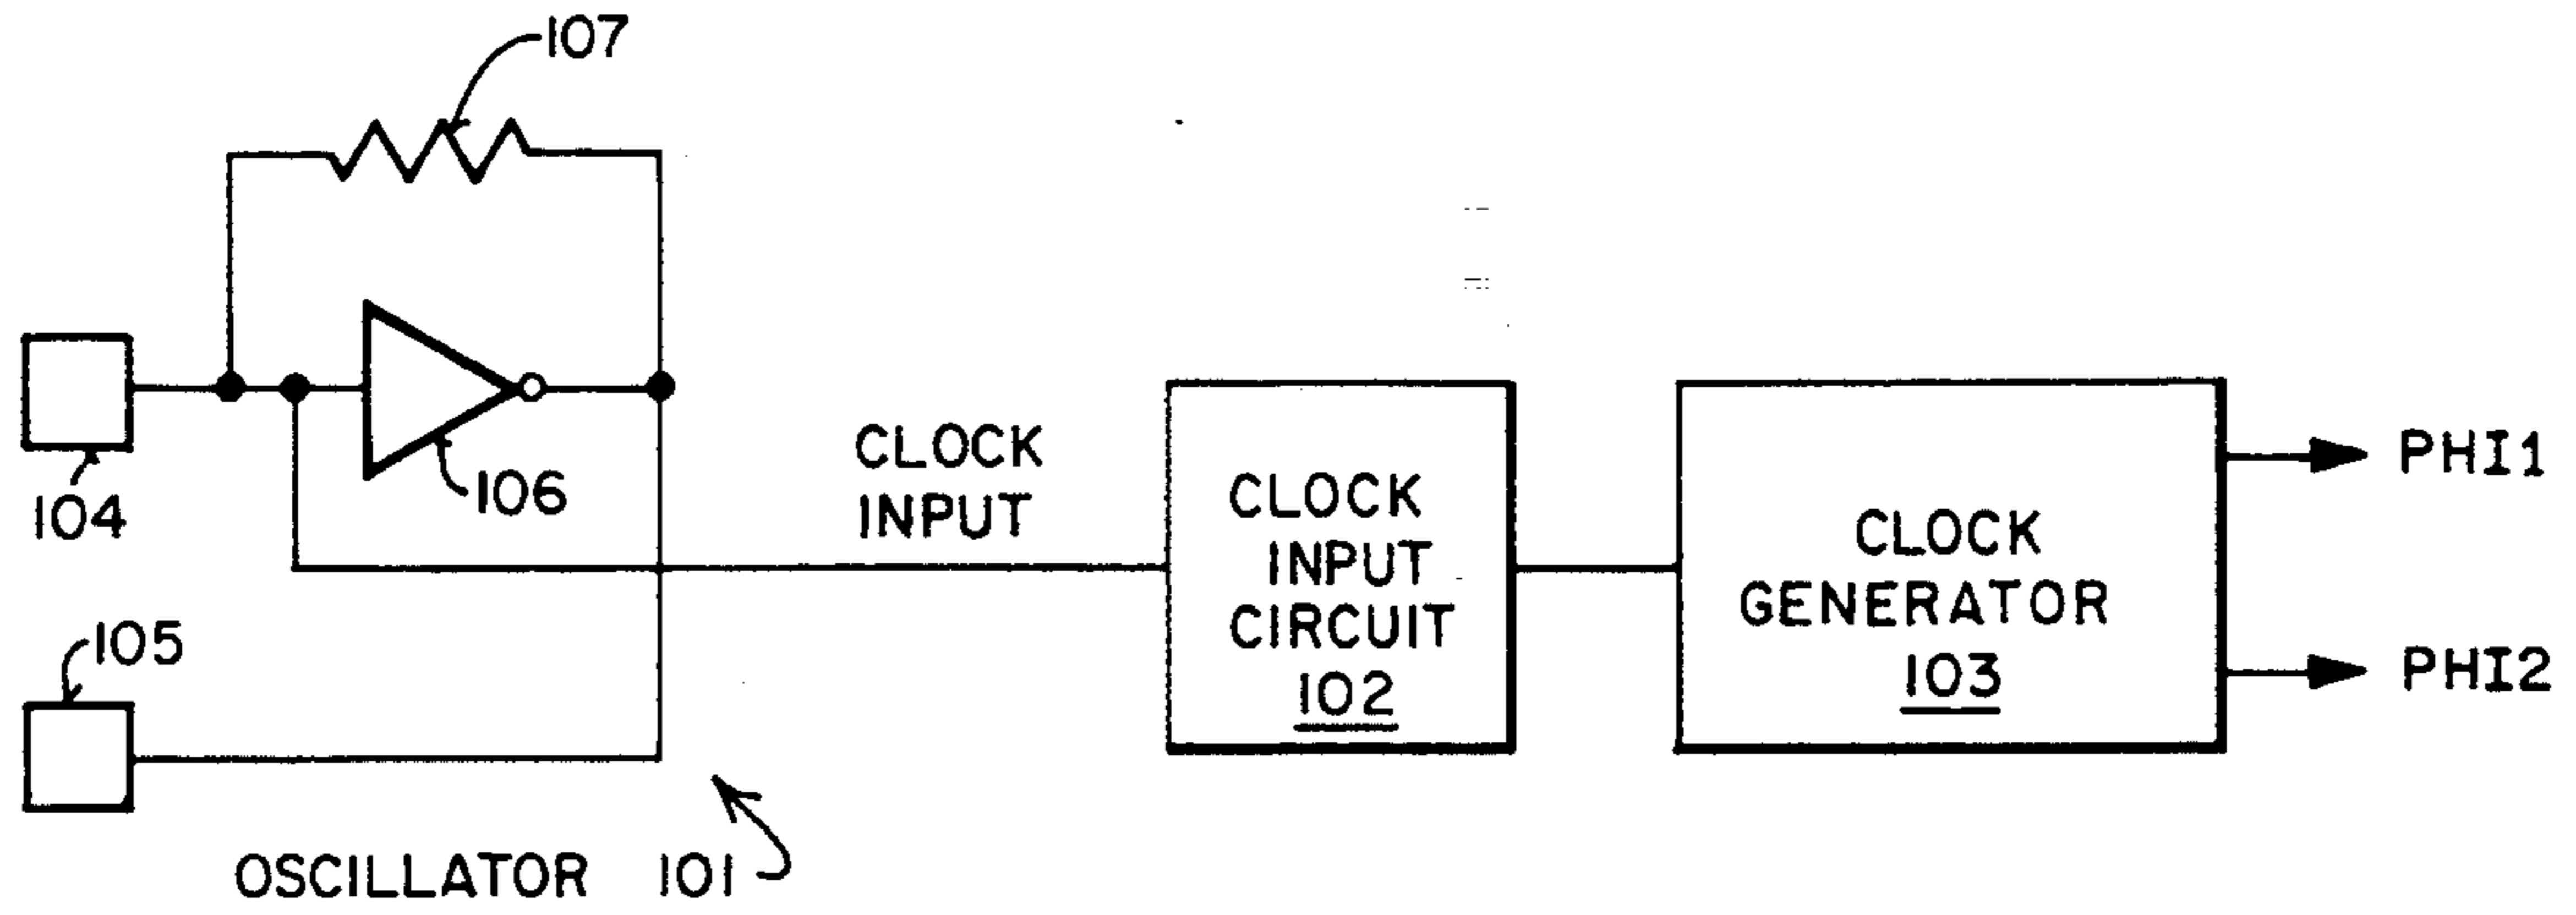 107
104
106
105
CLOCK
INPUT
CLOCK
INPUT
CIRCUIT
102
CLOCK
GENERATOR
103
PHI1
PHI2
OSCILLATOR 101